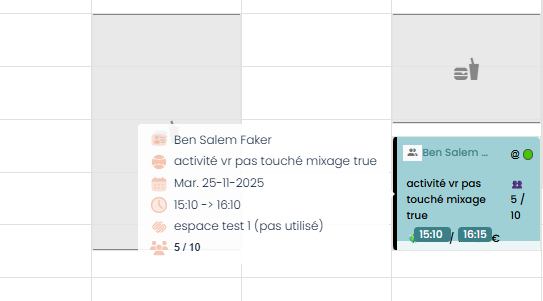 Ben Salem Faker
activité vr pas touché mixage true
Mar. 25-11-2025
15:10 -> 16:10
espace test 1 (pas utilisé)
5 / 10
Ben Salem ...
@
activité vr pas
touché mixage
true
5 /
10
15:10 / 16:15 €